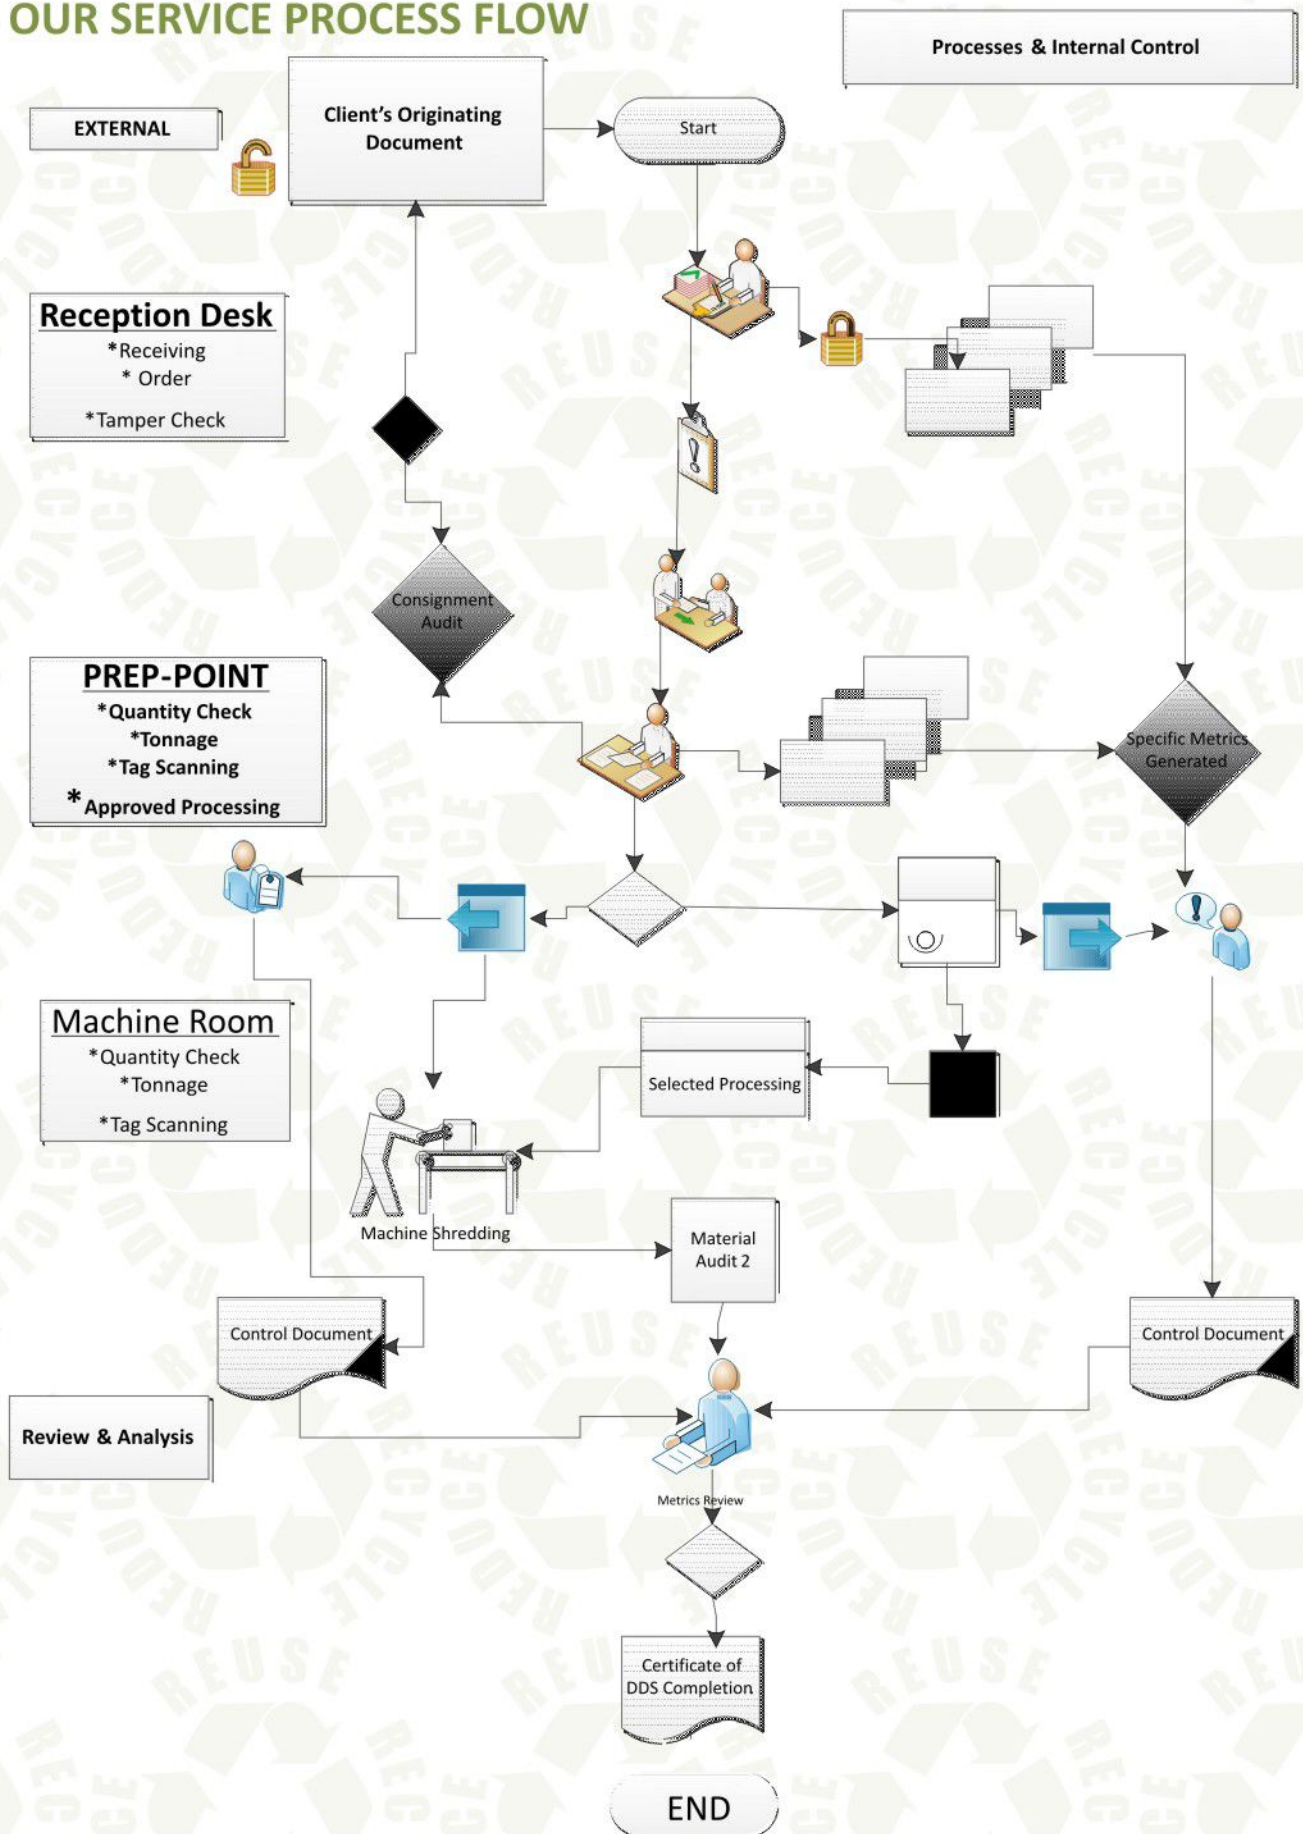 OUR SERVICE PROCESS FLOW
Processes & Internal Control
EXTERNAL
Client's Originating
Document
Start
Reception Desk
*Receiving
* Order
*Tamper Check
Consignment
Audit
PREP-POINT
*Quantity Check
*Tonnage
*Tag Scanning
* Approved Processing
Specific Metrics
Generated
Machine Room
*Quantity Check
*Tonnage
*Tag Scanning
Selected Processing
Machine Shredding
Material
Audit 2
Control Document
Control Document
Review & Analysis
Metrics Review
Certificate of
DDS Completion
END
REDUCE
REUSE
RECYCLE